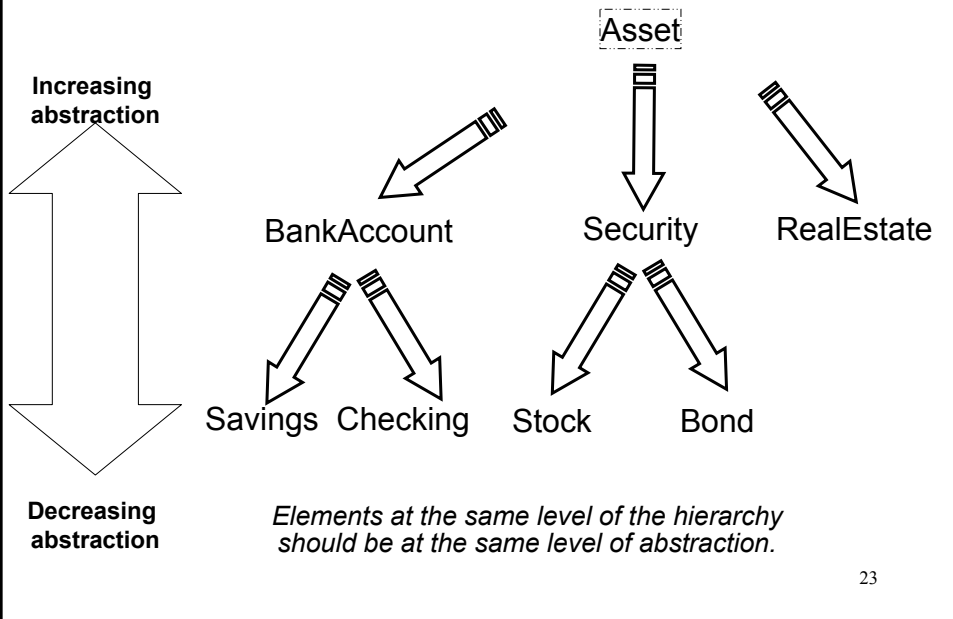 Asset
Increasing
abstraction
BankAccount
Security
RealEstate
Savings
Checking
Stock
Bond
Decreasing
abstraction
Elements at the same level of the hierarchy
should be at the same level of abstraction.
23